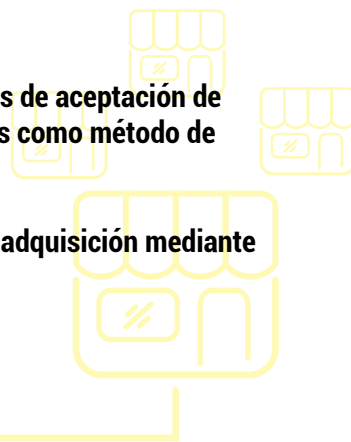 s de aceptación de
s como método de
adquisición mediante